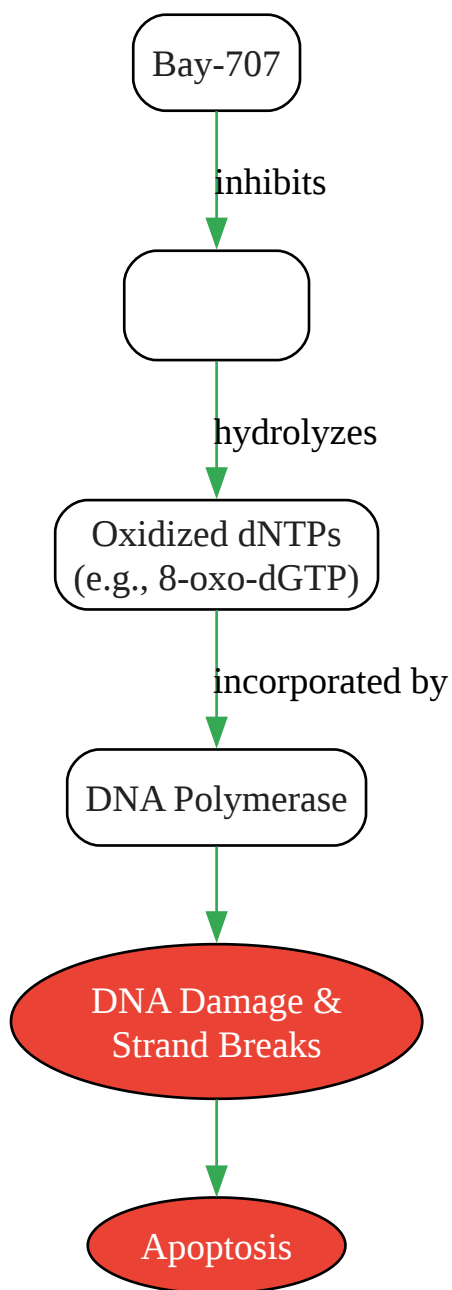 Bay-707
inhibits
hydrolyzes
Oxidized dNTPs
(e.g., 8-oxo-dGTP)
incorporated by
DNA Polymerase
DNA Damage &
Strand Breaks
Apoptosis